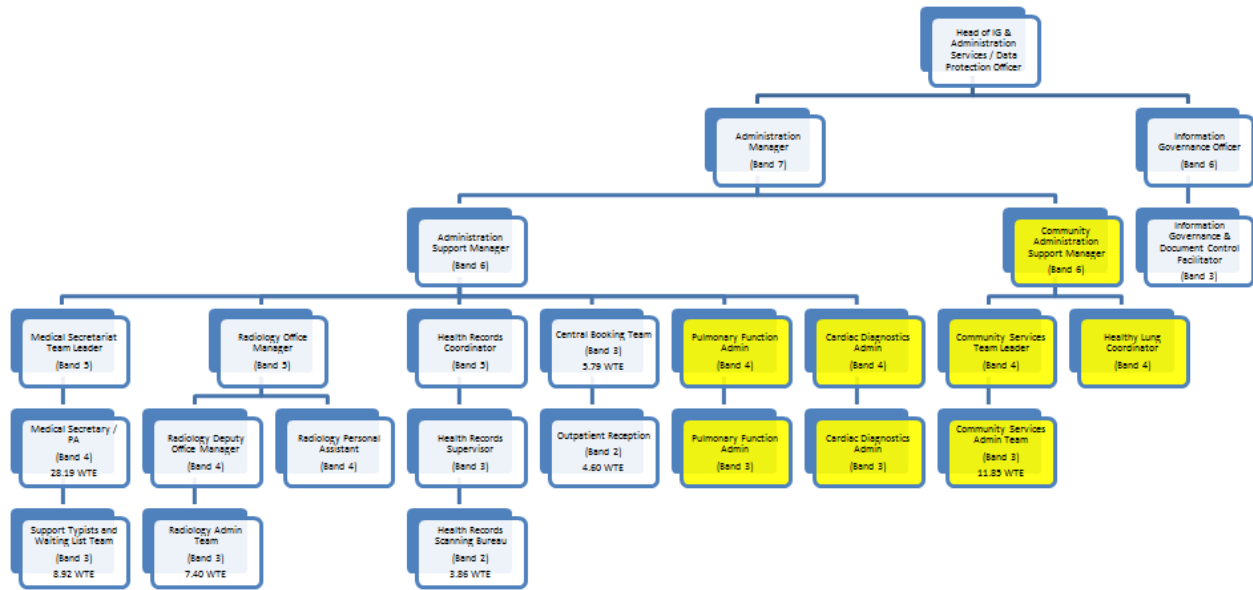 Head of IG &
Administration
Services / Data
Protection Officer
Administration
Manager
(Band 7)
Information
Governance Officer
(Band 6)
Administration
Support Manager
(Band 6)
Community
Administration
Support Manager
(Band 6)
Information
Governance &
Document Control
Facilitator
(Band 3)
Medical Secretariat
Team Leader
(Band 5)
Radiology Office
Manager
(Band 5)
Health Records
Coordinator
(Band 5)
Central Booking Team
(Band 3)
5.79 WTE
Pulmonary Function
Admin
(Band 4)
Cardiac Diagnostics
Admin
(Band 4)
Community Services
Team Leader
(Band 4)
Healthy Lung
Coordinator
(Band 4)
Medical Secretary /
PA
(Band 4)
28.19 WTE
Radiology Deputy
Office Manager
(Band 4)
Radiology Personal
Assistant
(Band 4)
Health Records
Supervisor
(Band 3)
Outpatient Reception
(Band 2)
4.60 WTE
Pulmonary Function
Admin
(Band 3)
Cardiac Diagnostics
Admin
(Band 3)
Community Services
Admin Team
(Band 3)
11.85 WTE
Support Typists and
Waiting List Team
(Band 3)
8.92 WTE
Radiology Admin
Team
(Band 3)
7.40 WTE
Health Records
Scanning Bureau
(Band 2)
3.86 WTE